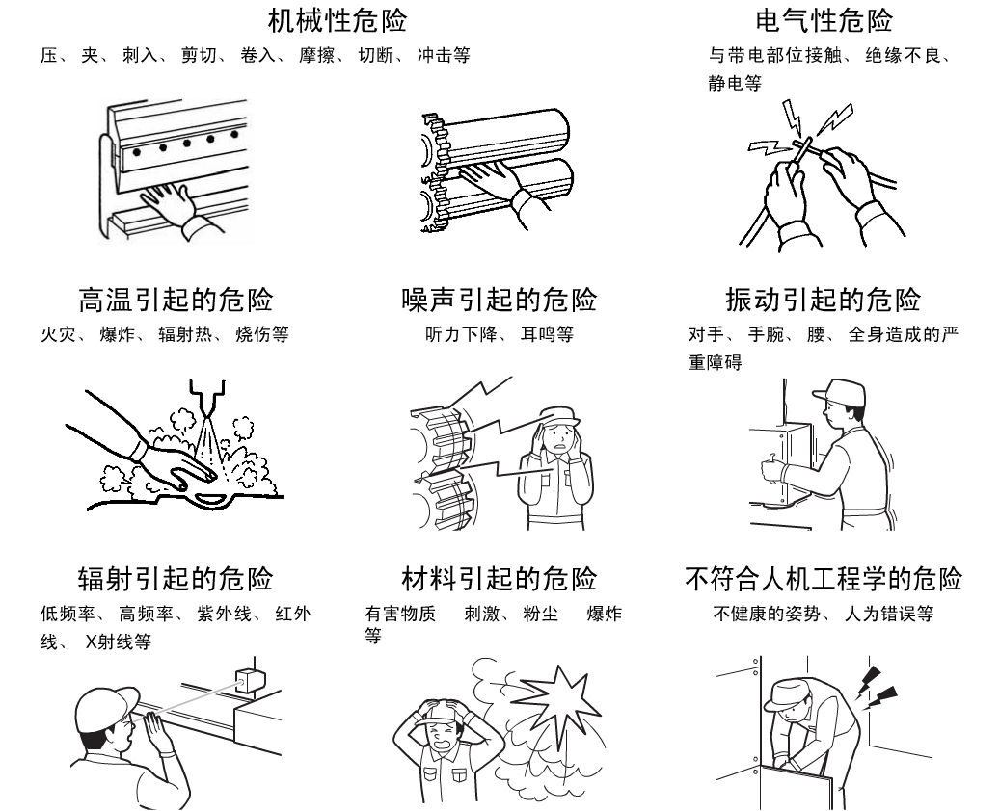 机械性危险
压、 夹、 刺入、 剪切、 卷入、 摩擦、 切断、 冲击等
电气性危险
与带电部位接触、 绝缘不良、
静电等
高温引起的危险
火灾、 爆炸、 辐射热、 烧伤等
噪声引起的危险
听力下降、 耳鸣等
振动引起的危险
对手、 手腕、 腰、 全身造成的严
重障碍
辐射引起的危险
低频率、 高频率、 紫外线、 红外
线、 X射线等
材料引起的危险
有害物质 刺激、 粉尘 爆炸
等
不符合人机工程学的危险
不健康的姿势、 人为错误等